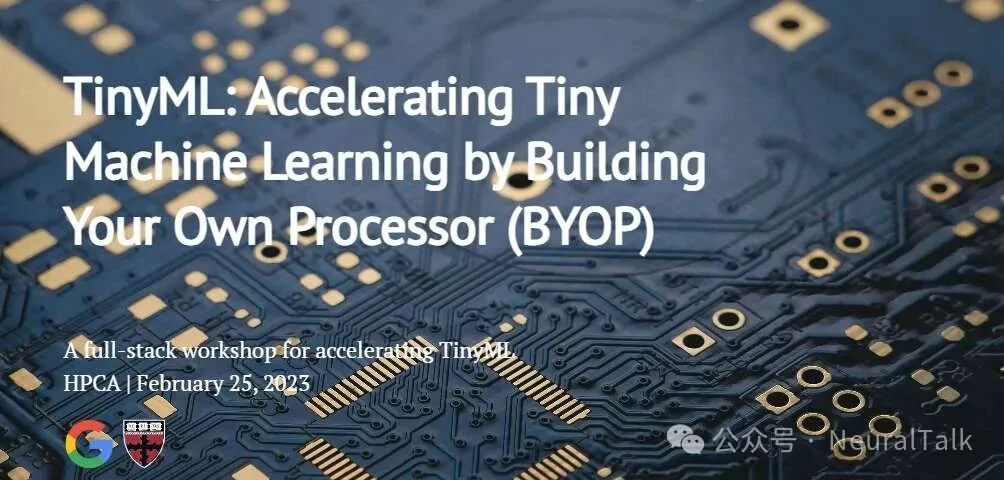 TinyML: Accelerating Tiny
Machine Learning by Building
Your Own Processor (BYOP)
A full-stack workshop for accelerating TinyML
HPCA | February 25, 2023
公众号 · NeuralTalk